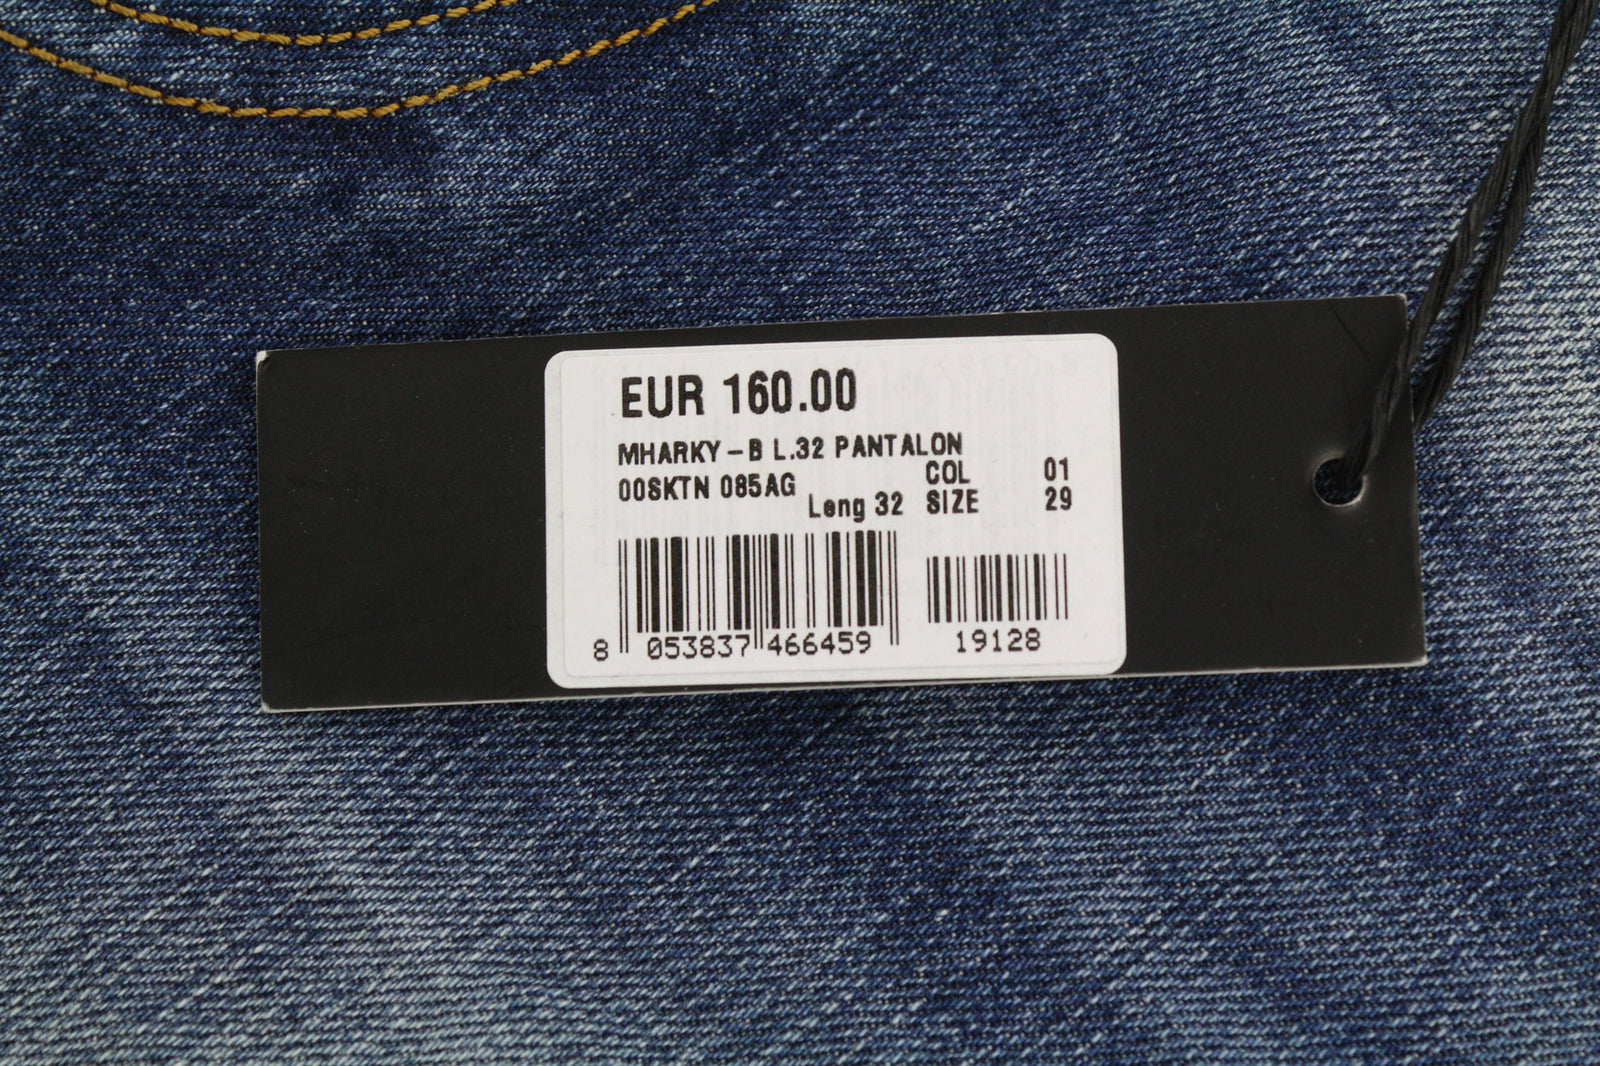 EUR 160.00
MHARKY-B L.32 PANTALON
00SKTN 085AG COL 01
Leng 32 SIZE 29
8 053837 466459 19128